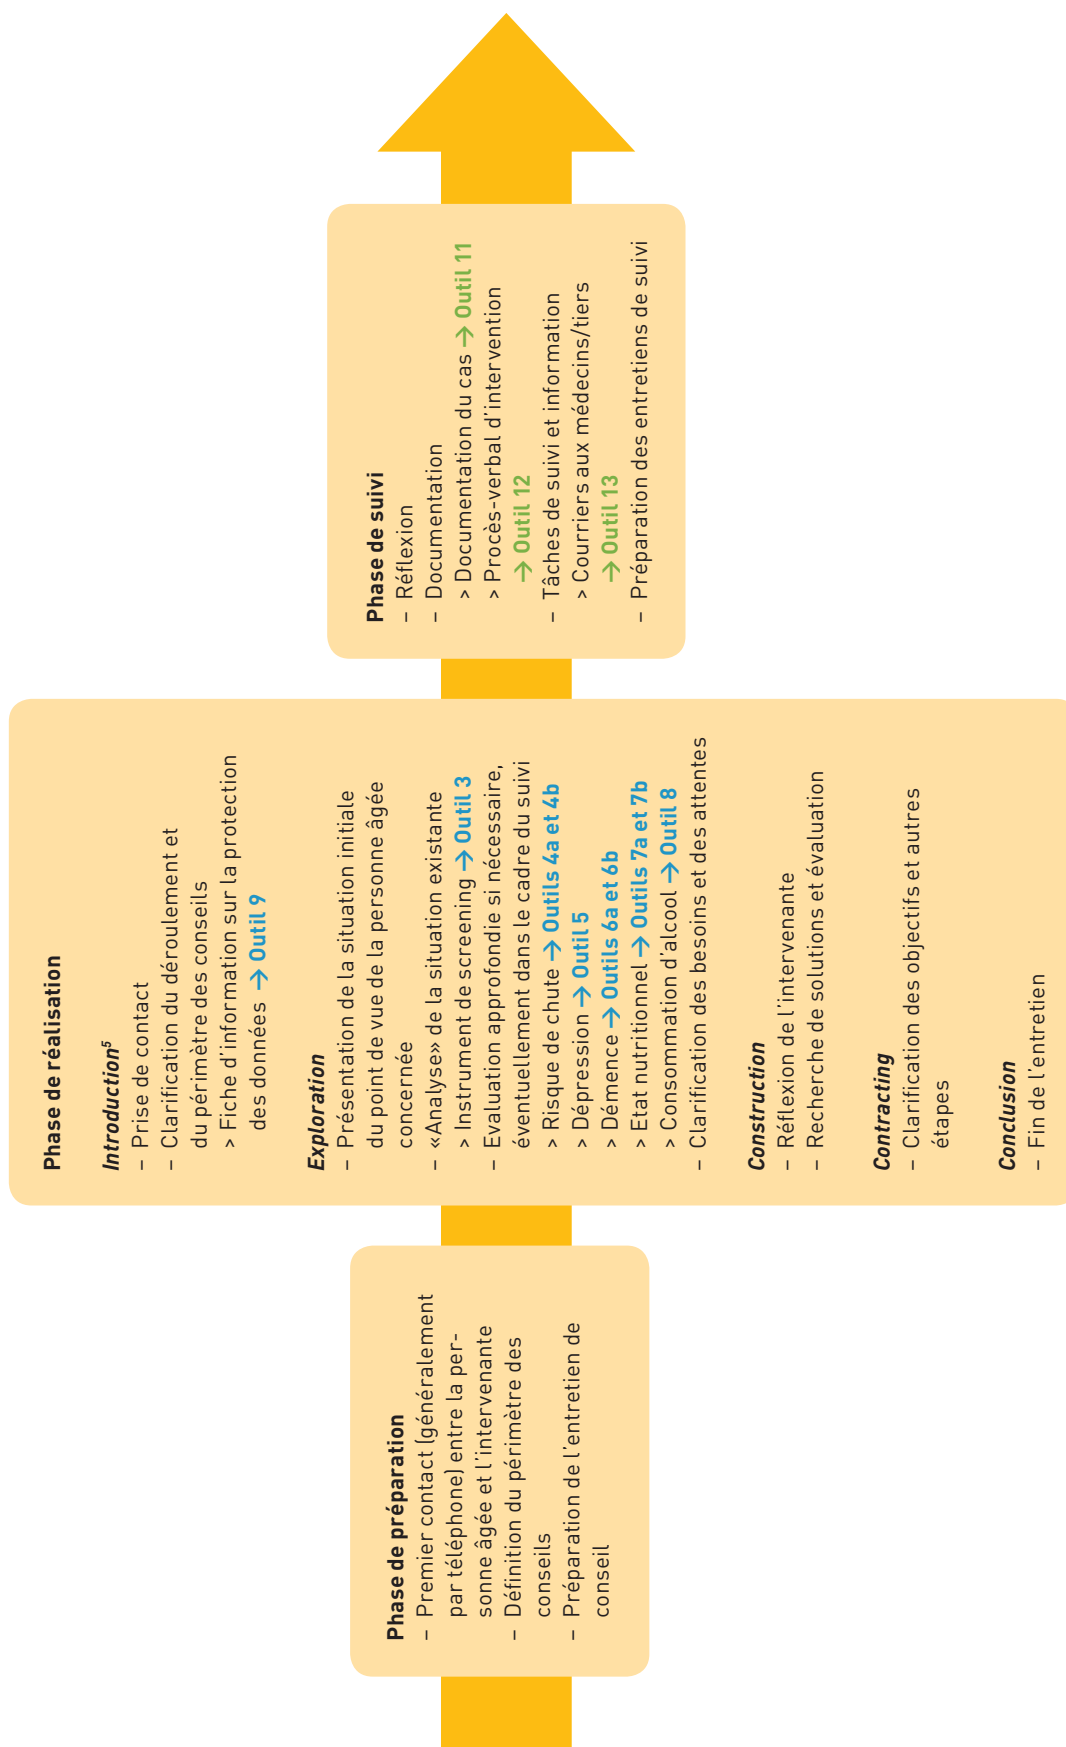 Phase de préparation
– Premier contact (généralement
par téléphone) entre la per-
sonne âgée et l'intervenante
– Définition du périmètre des
conseils
– Préparation de l'entretien de
conseil
Phase de réalisation
Introduction⁵
– Prise de contact
– Clarification du déroulement et
du périmètre des conseils
> Fiche d'information sur la protection
des données → Outil 9
Exploration
– Présentation de la situation initiale
du point de vue de la personne âgée
concernée
– «Analyse» de la situation existante
> Instrument de screening → Outil 3
– Evaluation approfondie si nécessaire,
éventuellement dans le cadre du suivi
> Risque de chute → Outils 4a et 4b
> Dépression → Outil 5
> Démence → Outils 6a et 6b
> Etat nutritionnel → Outils 7a et 7b
> Consommation d'alcool → Outil 8
– Clarification des besoins et des attentes
Construction
– Réflexion de l'intervenante
– Recherche de solutions et évaluation
Contracting
– Clarification des objectifs et autres
étapes
Conclusion
– Fin de l'entretien
Phase de suivi
– Réflexion
– Documentation
> Documentation du cas → Outil 11
> Procès-verbal d'intervention
→ Outil 12
– Tâches de suivi et information
> Courriers aux médecins/tiers
→ Outil 13
– Préparation des entretiens de suivi